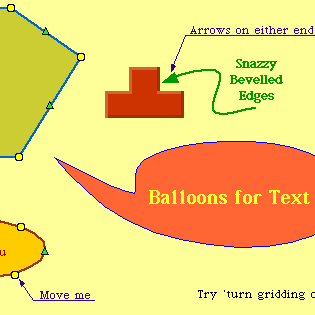 Arrows on either end
Snazzy
Bevelled
Edges
Balloons for Text
u
Move me
Try 'turn gridding o